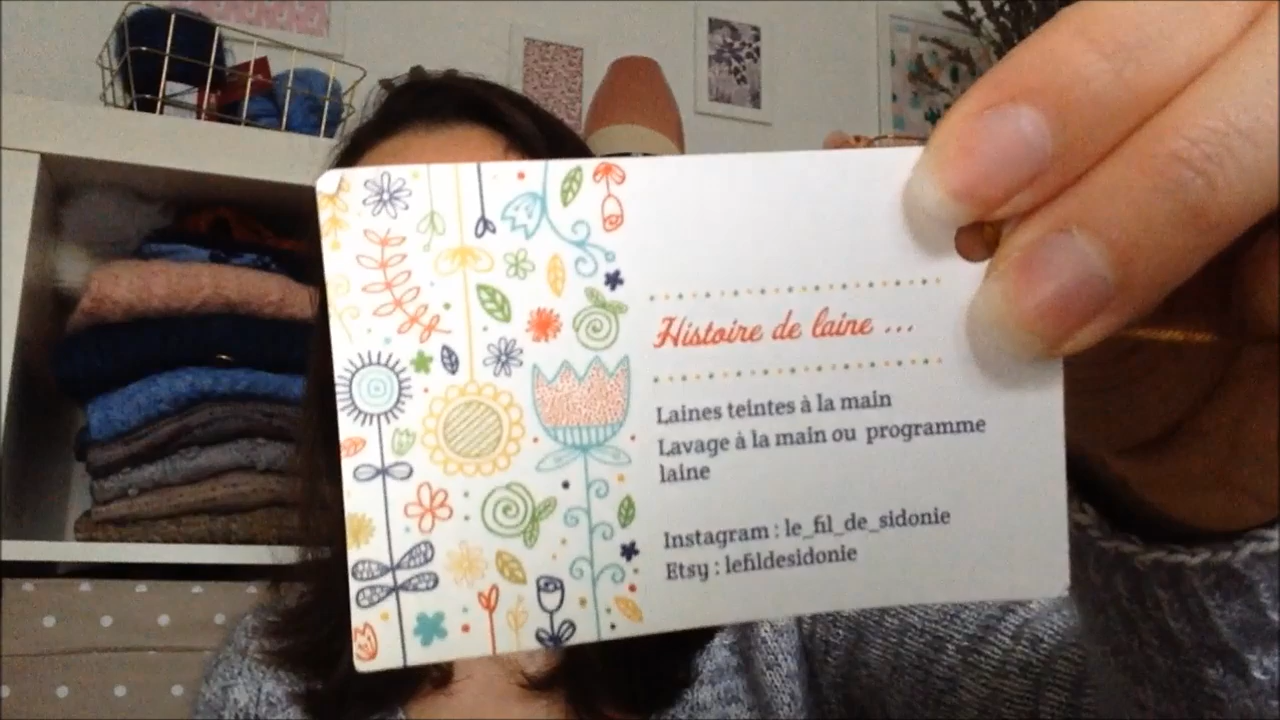 Histoire de laine ...
Laines teintes à la main
Lavage à la main ou programme
laine
Instagram : le_fil_de_sidonie
Etsy : lefildesidonie